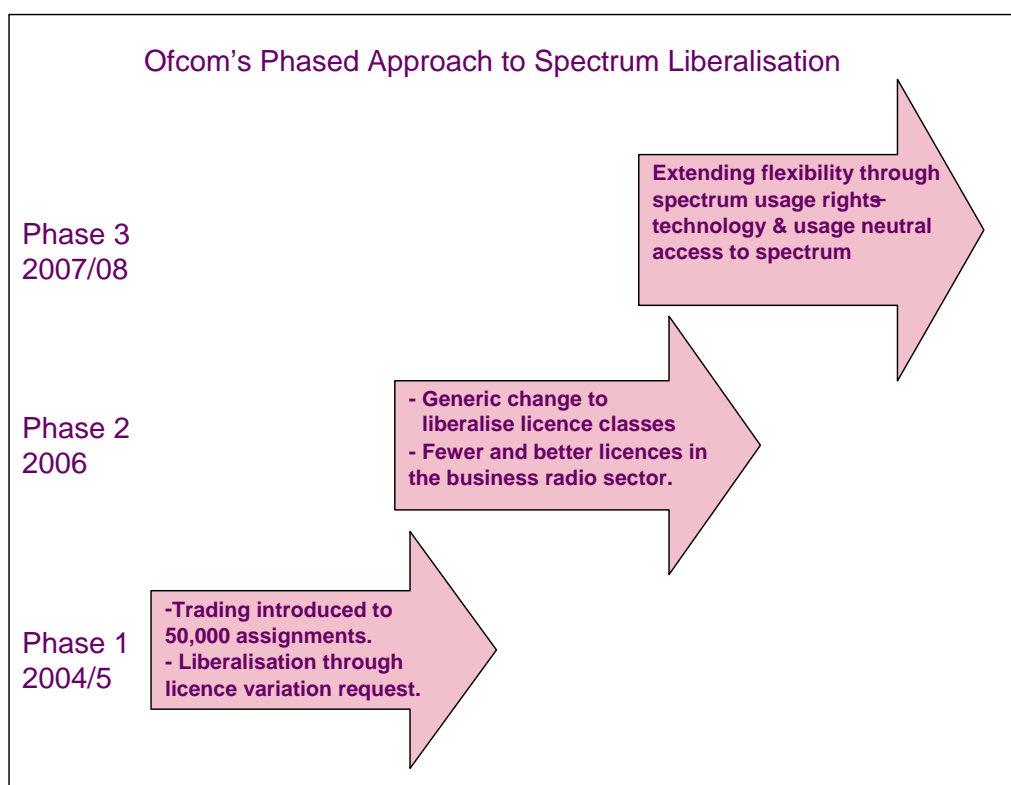 Ofcom's Phased Approach to Spectrum Liberalisation
Extending flexibility through
spectrum usage rights-
technology & usage neutral
access to spectrum
Phase 3
2007/08
- Generic change to
liberalise licence classes
- Fewer and better licences in
the business radio sector.
Phase 2
2006
-Trading introduced to
50,000 assignments.
- Liberalisation through
licence variation request.
Phase 1
2004/5